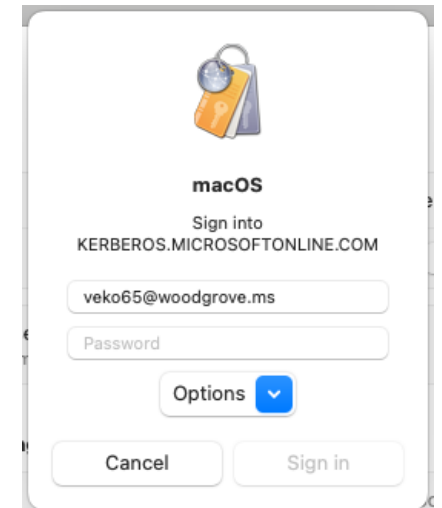 macOS
Sign into
KERBEROS.MICROSOFTONLINE.COM
veko65@woodgrove.ms
Password
Options
Cancel
Sign in